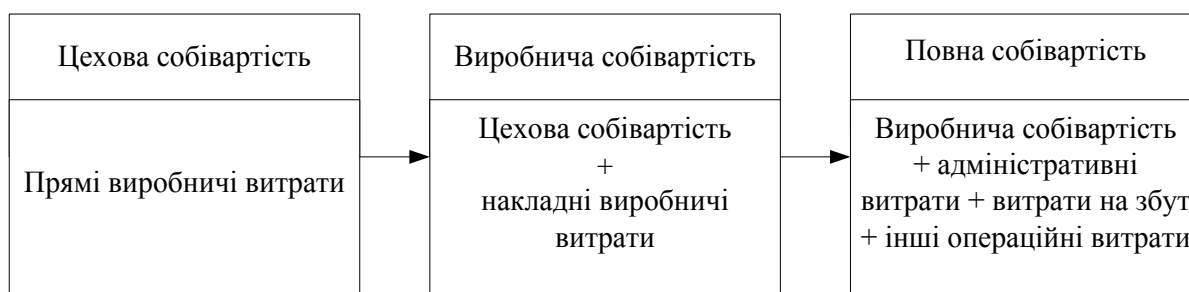 Цехова собівартість
Прямі виробничі витрати
Виробнича собівартість
Цехова собівартість
+
накладні виробничі
витрати
Повна собівартість
Виробнича собівартість
+ адміністративні
витрати + витрати на збут
+ інші операційні витрати